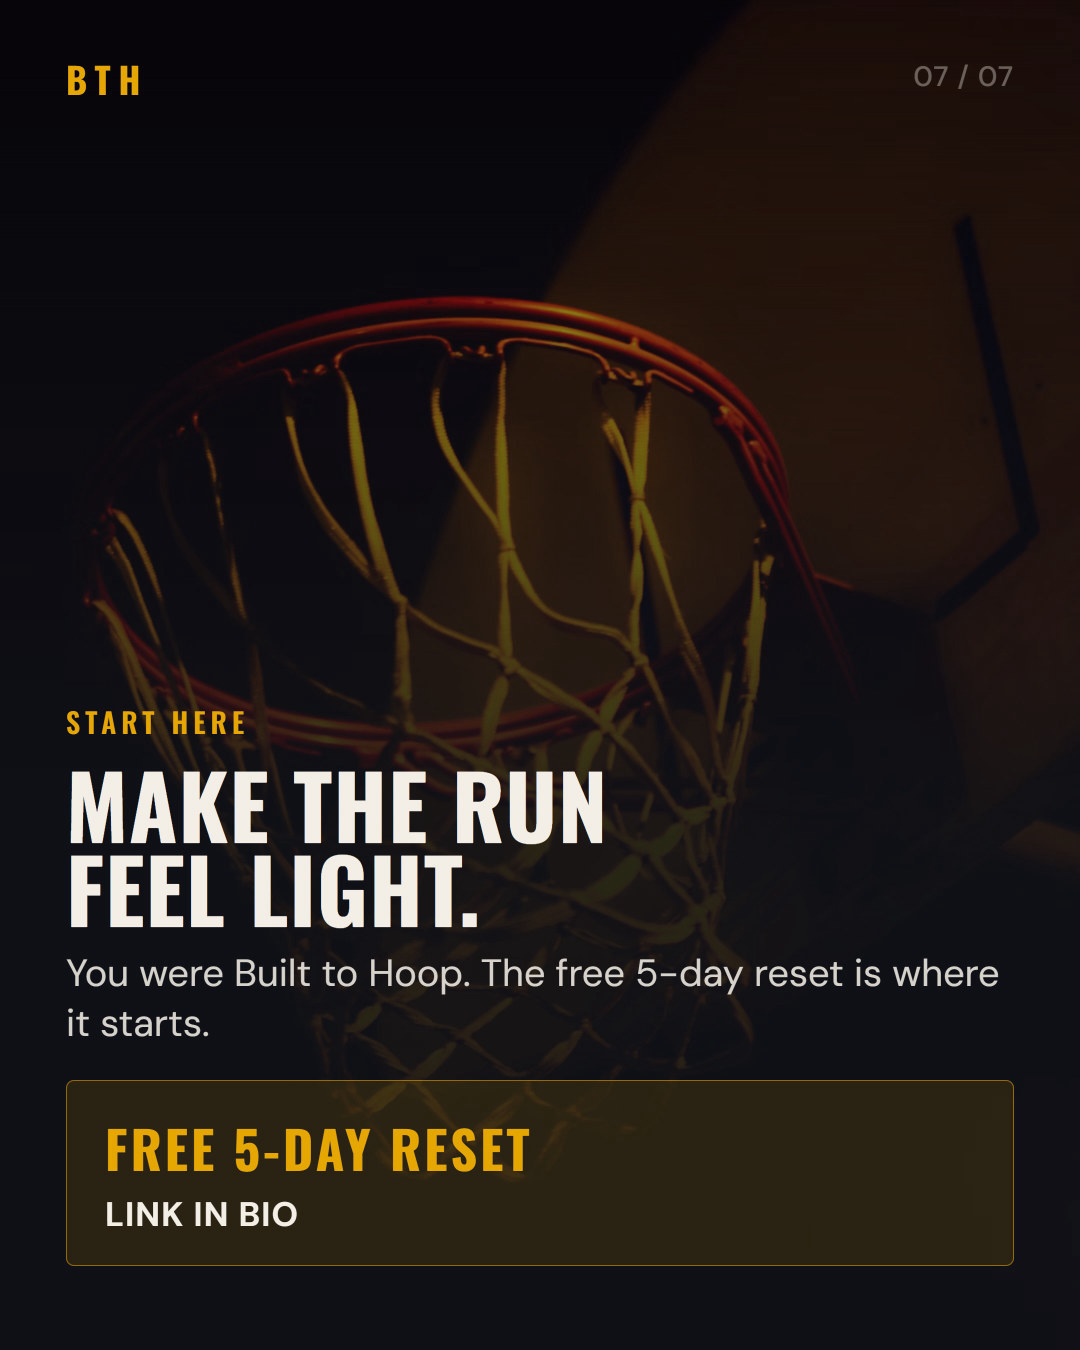 BTH
07 / 07
START HERE
MAKE THE RUN
FEEL LIGHT.
You were Built to Hoop. The free 5-day reset is where
it starts.
FREE 5-DAY RESET
LINK IN BIO